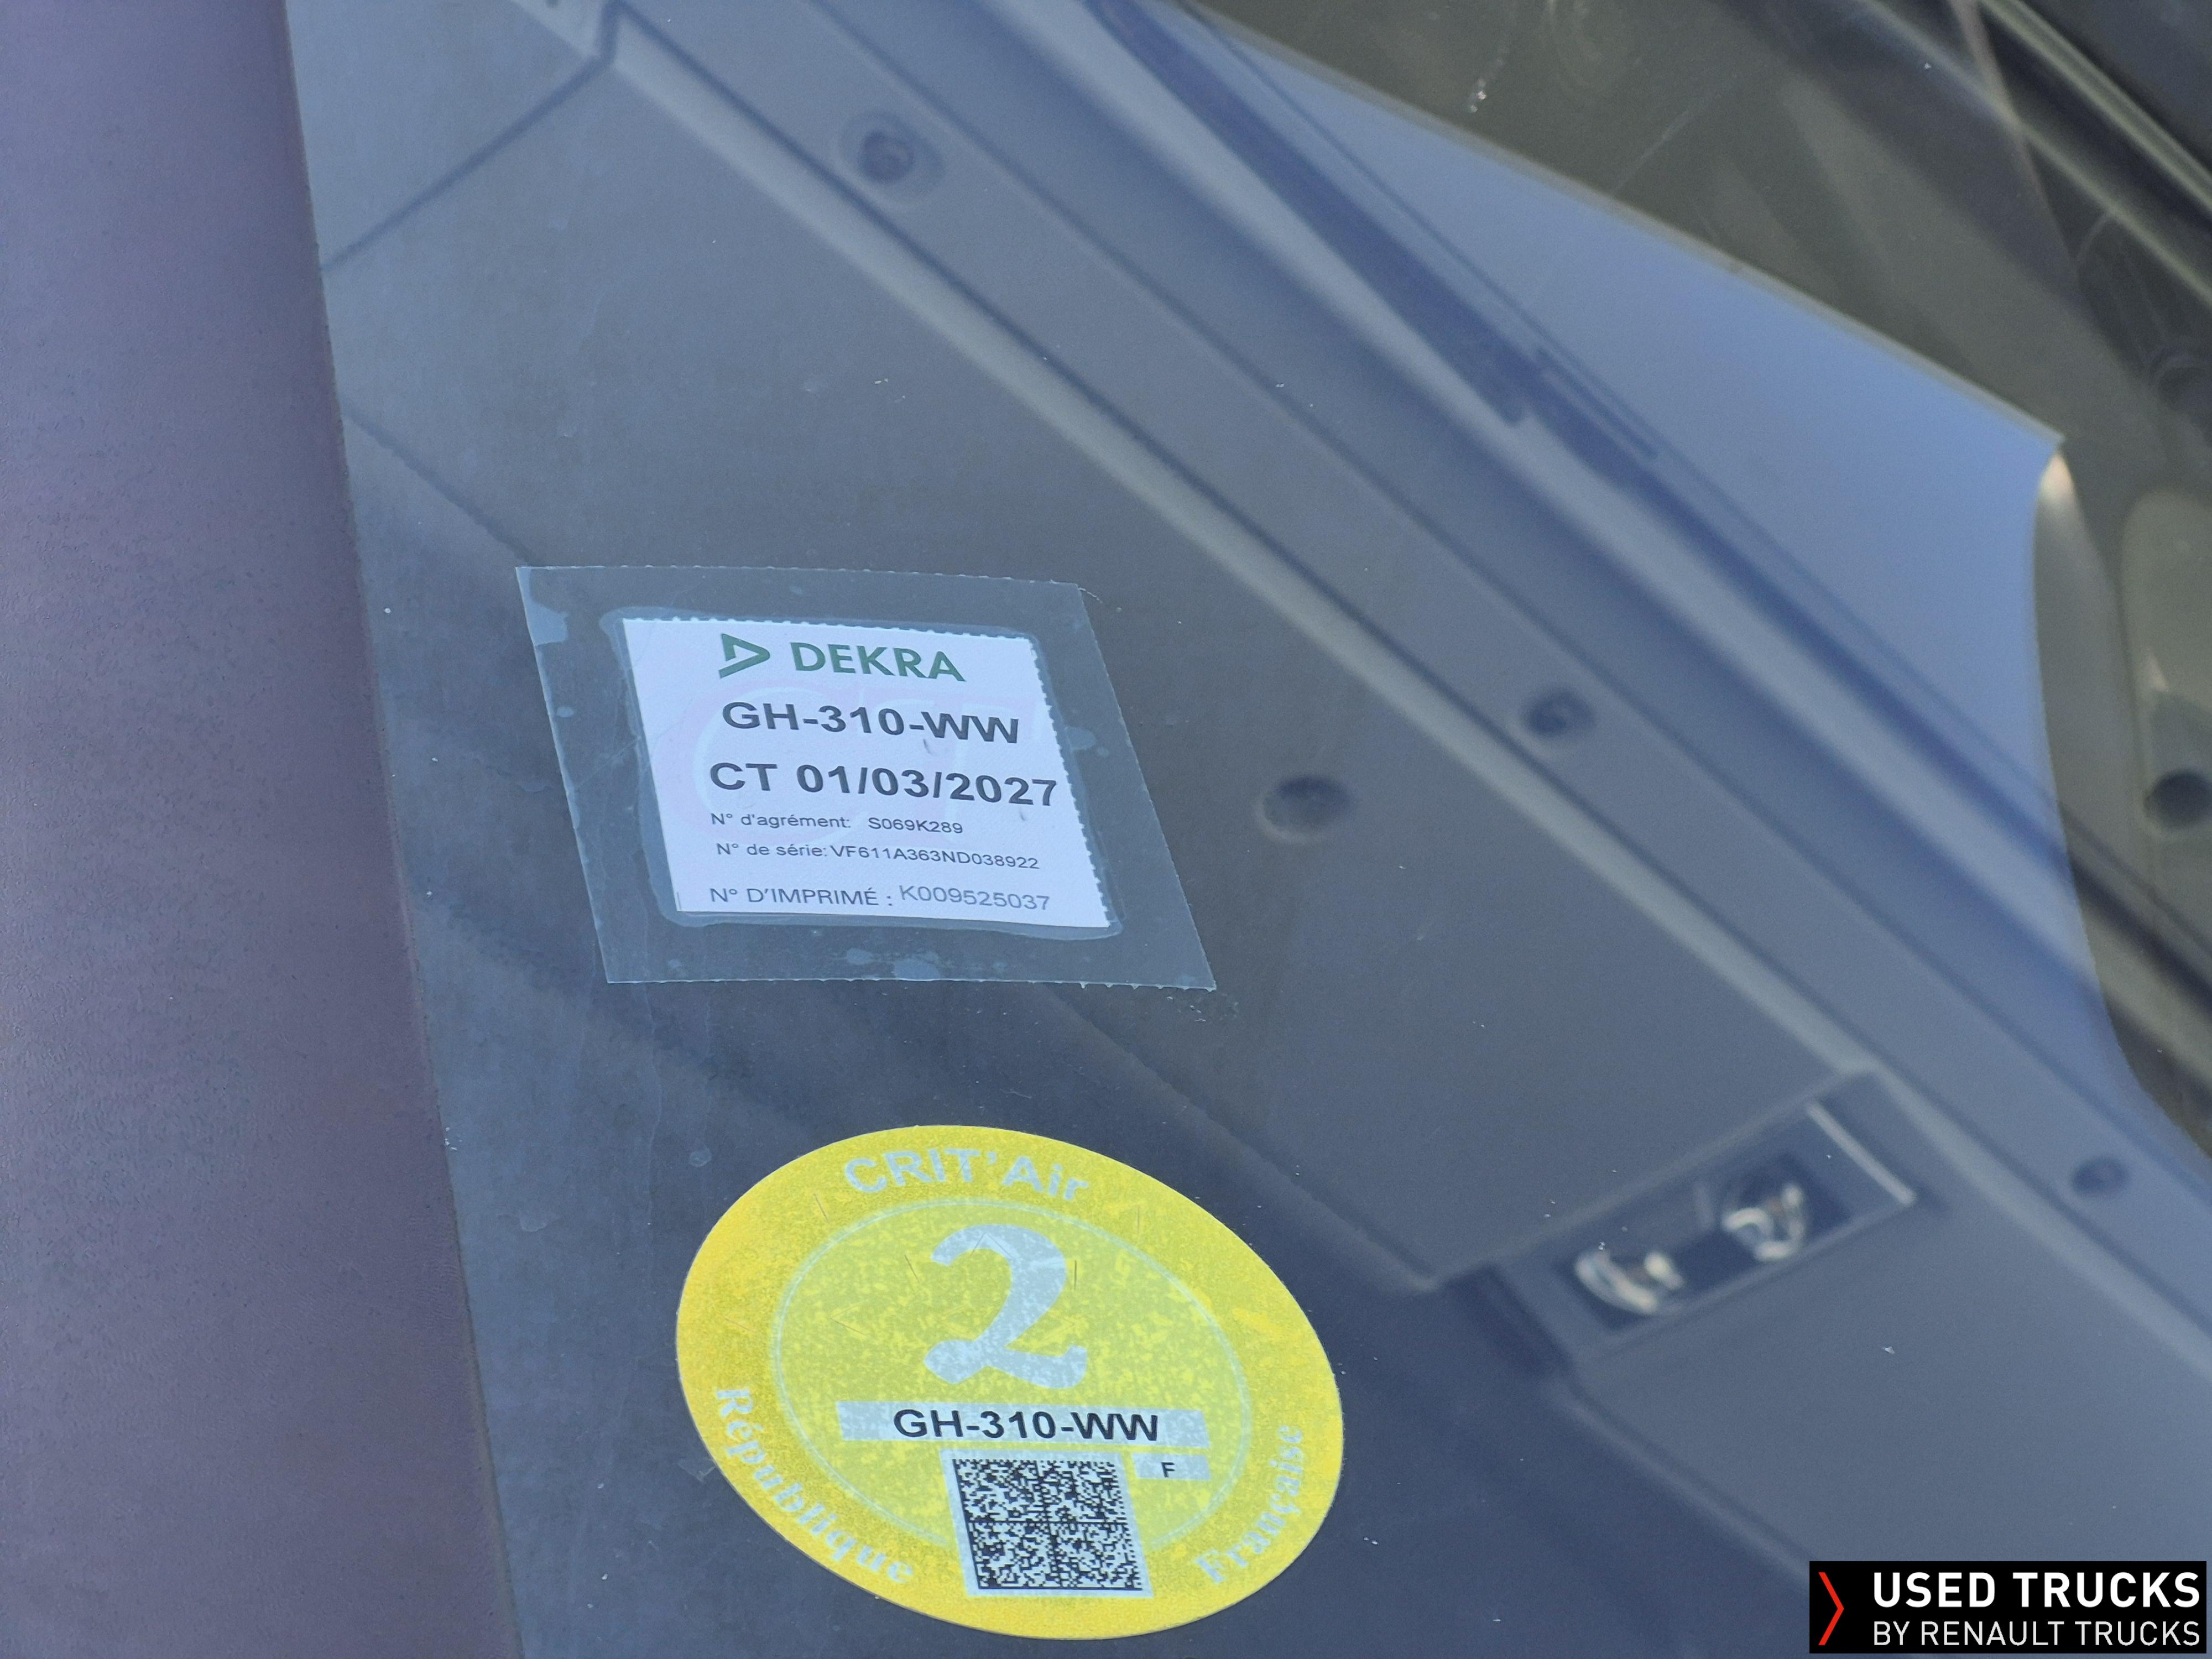 DEKRA
GH-310-WW
CT 01/03/2027
N° d'agrément: S069K289
N° de série: VF611A363ND038922
N° D'IMPRIMÉ : K009525037
CRIT'Air
2
GH-310-WW
F
République Française
USED TRUCKS
BY RENAULT TRUCKS